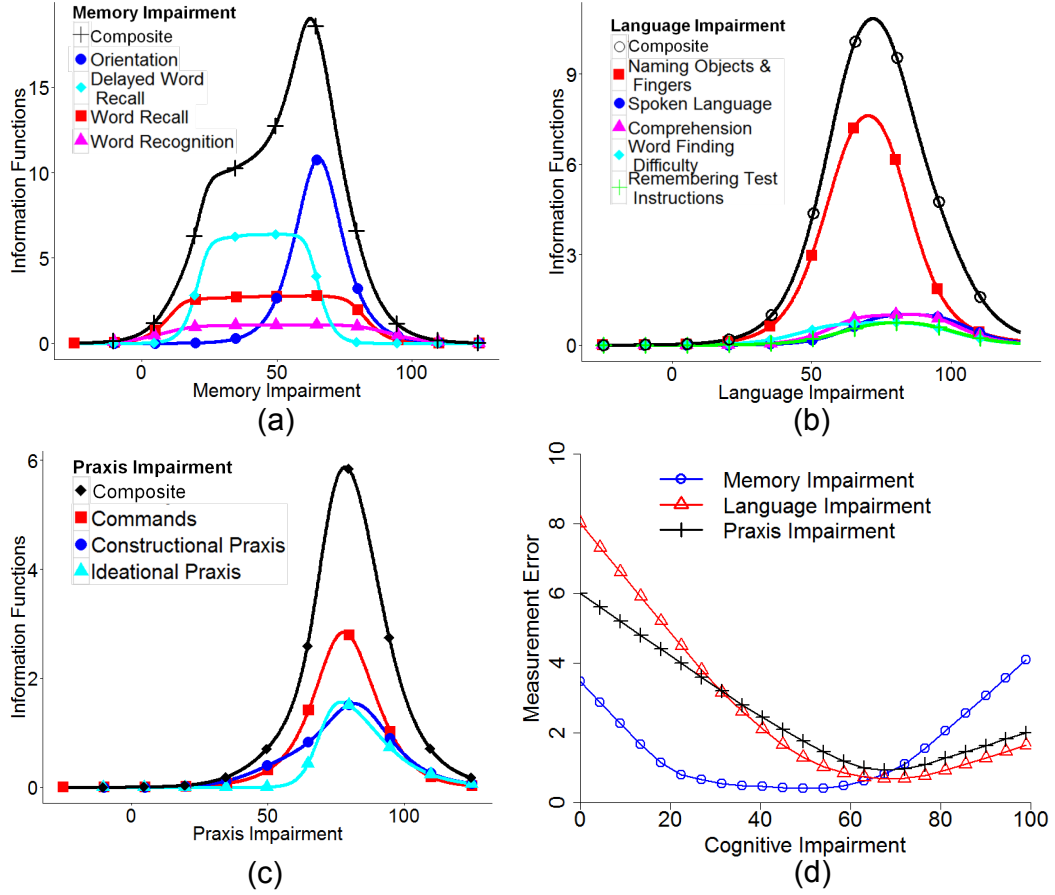 Memory Impairment
Composite
Orientation
Delayed Word
Recall
Word Recall
Word Recognition
Information Functions
0
5
10
15
0
50
100
Memory Impairment
(a)
Language Impairment
Composite
Naming Objects &
Fingers
Spoken Language
Comprehension
Word Finding
Difficulty
Remembering Test
Instructions
Information Functions
0
3
6
9
0
50
100
Language Impairment
(b)
Praxis Impairment
Composite
Commands
Constructional Praxis
Ideational Praxis
Information Functions
0
2
4
6
0
50
100
Praxis Impairment
(c)
Memory Impairment
Language Impairment
Praxis Impairment
Measurement Error
0
2
4
6
8
10
0
20
40
60
80
100
Cognitive Impairment
(d)